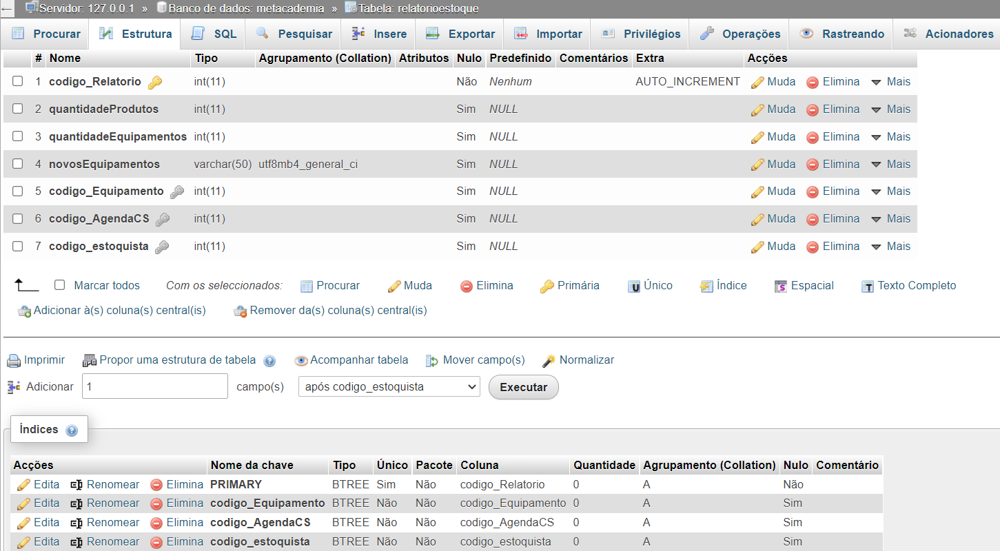 ← Servidor: 127.0.0.1 » Banco de dados: metacademia » Tabela: relatorioestoque
Procurar Estrutura SQL Pesquisar Insere Exportar Importar Privilégios Operações Rastreando Acionadores
# Nome Tipo Agrupamento (Collation) Atributos Nulo Predefinido Comentários Extra Acções
1 codigo_Relatorio int(11) Não Nenhum AUTO_INCREMENT Muda Elimina Mais
2 quantidadeProdutos int(11) Sim NULL Muda Elimina Mais
3 quantidadeEquipamentos int(11) Sim NULL Muda Elimina Mais
4 novosEquipamentos varchar(50) utf8mb4_general_ci Sim NULL Muda Elimina Mais
5 codigo_Equipamento int(11) Sim NULL Muda Elimina Mais
6 codigo_AgendaCS int(11) Sim NULL Muda Elimina Mais
7 codigo_estoquista int(11) Sim NULL Muda Elimina Mais
Marcar todos Com os seleccionados: Procurar Muda Elimina Primária Único Índice Espacial Texto Completo
Adicionar à(s) coluna(s) central(is) Remover da(s) coluna(s) central(is)
Imprimir Propor uma estrutura de tabela Acompanhar tabela Mover campo(s) Normalizar
Adicionar 1 campo(s) após codigo_estoquista Executar
Índices
Acções Nome da chave Tipo Único Pacote Coluna Quantidade Agrupamento (Collation) Nulo Comentário
Edita Renomear Elimina PRIMARY BTREE Sim Não codigo_Relatorio 0 A Não
Edita Renomear Elimina codigo_Equipamento BTREE Não Não codigo_Equipamento 0 A Sim
Edita Renomear Elimina codigo_AgendaCS BTREE Não Não codigo_AgendaCS 0 A Sim
Edita Renomear Elimina codigo_estoquista BTREE Não Não codigo_estoquista 0 A Sim